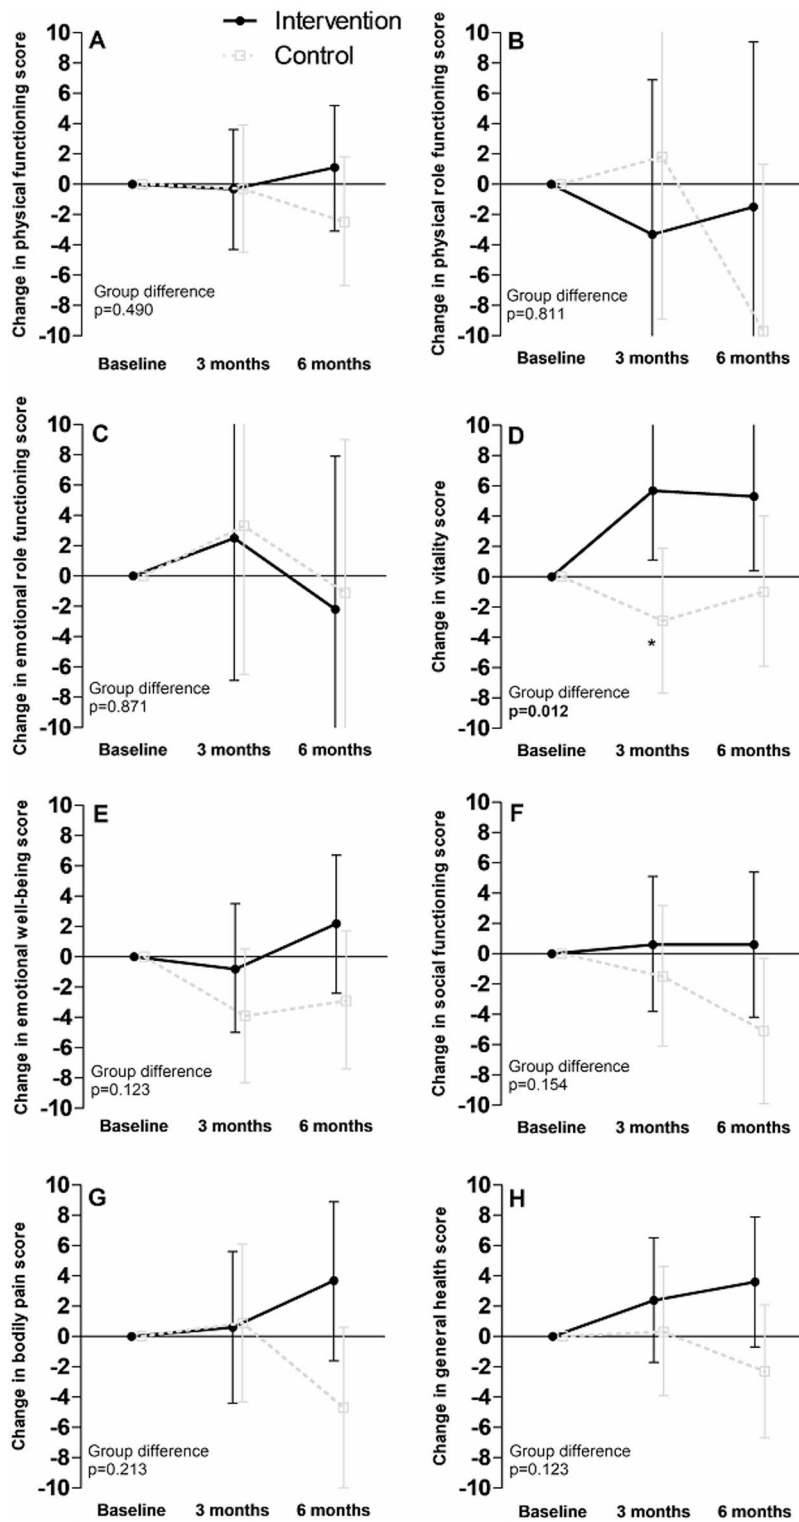 Intervention
Control
A
10
8
6
4
2
0
-2
-4
-6
-8
-10
Change in physical functioning score
Group difference
p=0.490
Baseline 3 months 6 months
B
10
8
6
4
2
0
-2
-4
-6
-8
-10
Change in physical role functioning score
Group difference
p=0.811
Baseline 3 months 6 months
C
10
8
6
4
2
0
-2
-4
-6
-8
-10
Change in emotional role functioning score
Group difference
p=0.871
Baseline 3 months 6 months
D
10
8
6
4
2
0
-2
-4
-6
-8
-10
Change in vitality score
*
Group difference
p=0.012
Baseline 3 months 6 months
E
10
8
6
4
2
0
-2
-4
-6
-8
-10
Change in emotional well-being score
Group difference
p=0.123
Baseline 3 months 6 months
F
10
8
6
4
2
0
-2
-4
-6
-8
-10
Change in social functioning score
Group difference
p=0.154
Baseline 3 months 6 months
G
10
8
6
4
2
0
-2
-4
-6
-8
-10
Change in bodily pain score
Group difference
p=0.213
Baseline 3 months 6 months
H
10
8
6
4
2
0
-2
-4
-6
-8
-10
Change in general health score
Group difference
p=0.123
Baseline 3 months 6 months